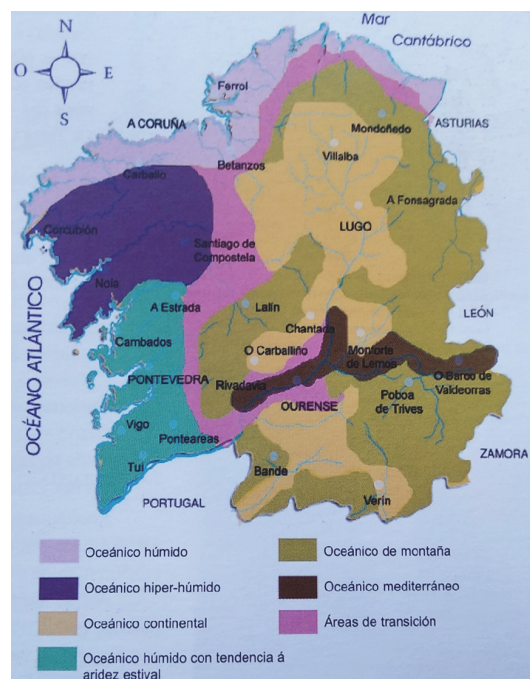 Mar
Cantábrico
N
O
E
S
Ferrol
A CORUÑA
Mondoñedo
ASTURIAS
Villalba
Betanzos
Carballo
A Fonsagrada
LUGO
Corcubión
Santiago de
Compostela
Noia
A Estrada
Lalín
LEÓN
OCÉANO ATLÁNTICO
Cambados
Chantada
O Carballiño
Monforte
de Lemos
O Barco de
Valdeorras
PONTEVEDRA
Rivadavia
OURENSE
Poboa
de Trives
Vigo
Ponteareas
ZAMORA
Tui
Bande
Verín
PORTUGAL
Oceánico húmido
Oceánico de montaña
Oceánico hiper-húmido
Oceánico mediterráneo
Oceánico continental
Áreas de transición
Oceánico húmido con tendencia á
aridez estival